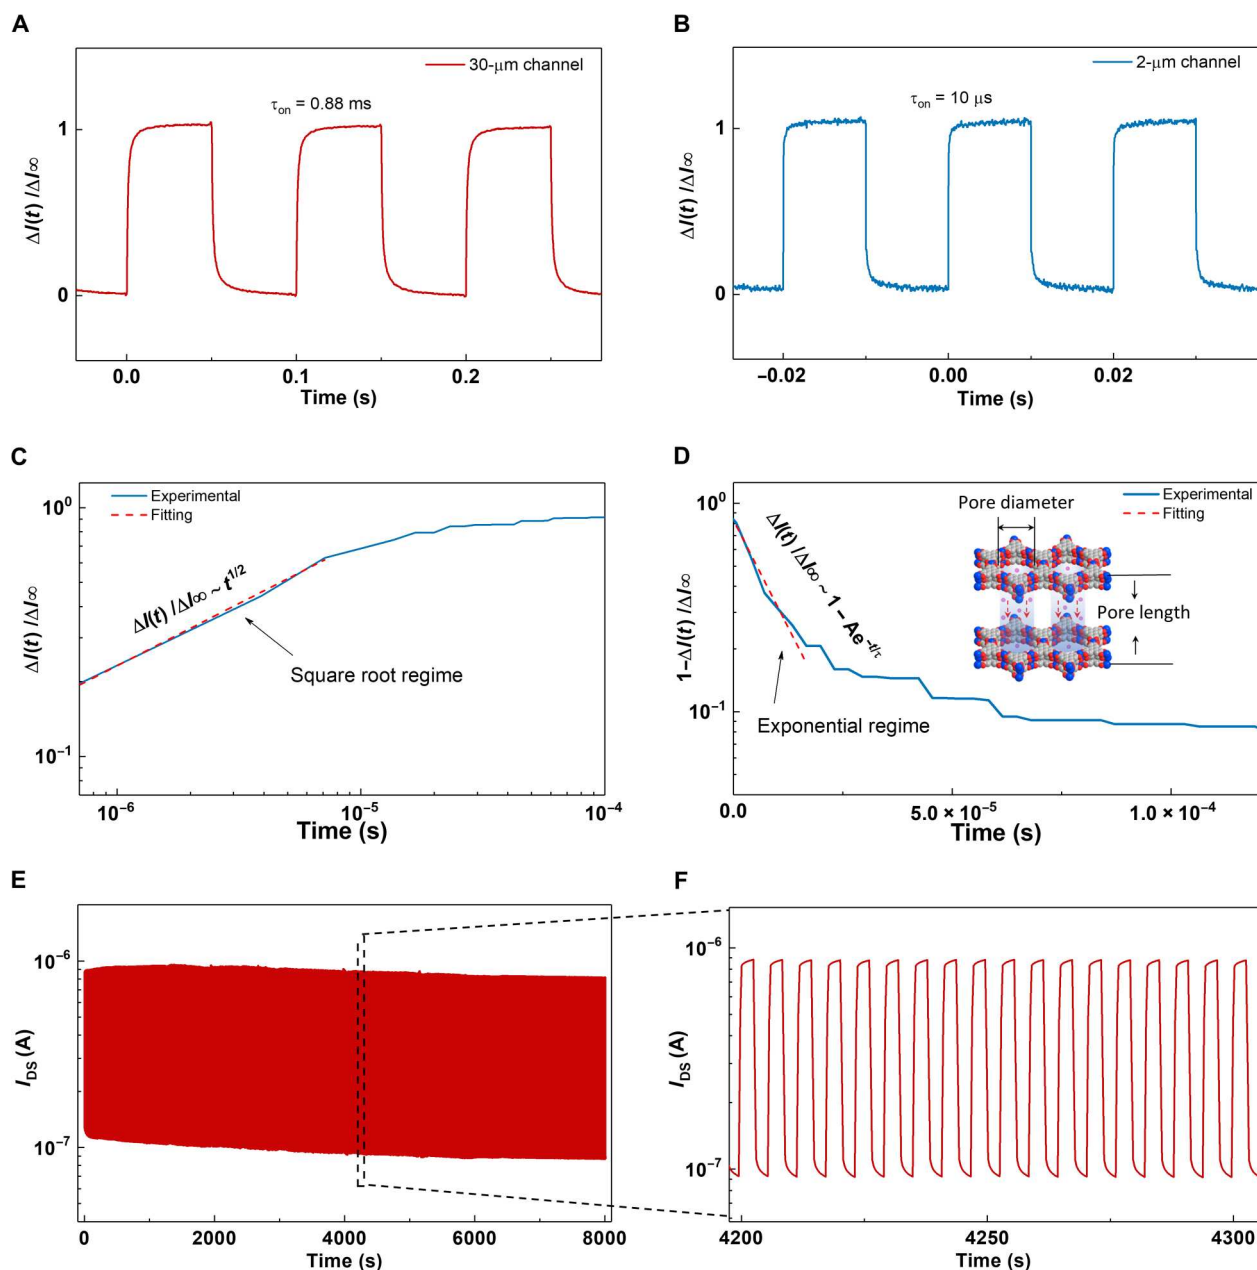 A
30-μm channel
τon = 0.88 ms
1
0
ΔI(t) /ΔI∞
0.0
0.1
0.2
Time (s)
B
2-μm channel
τon = 10 μs
1
0
ΔI(t) /ΔI∞
−0.02
0.00
0.02
Time (s)
C
Experimental
Fitting
10⁰
10⁻¹
ΔI(t) /ΔI∞
ΔI(t) /ΔI∞ ~ t^1/2
Square root regime
10⁻⁶
10⁻⁵
10⁻⁴
Time (s)
D
Experimental
Fitting
Pore diameter
Pore length
10⁰
10⁻¹
1−ΔI(t) /ΔI∞
ΔI(t) /ΔI∞ ~ 1 − Ae^−t/τ
Exponential regime
0.0
5.0 × 10⁻⁵
1.0 × 10⁻⁴
Time (s)
E
10⁻⁶
10⁻⁷
IDS (A)
0
2000
4000
6000
8000
Time (s)
F
10⁻⁶
10⁻⁷
IDS (A)
4200
4250
4300
Time (s)